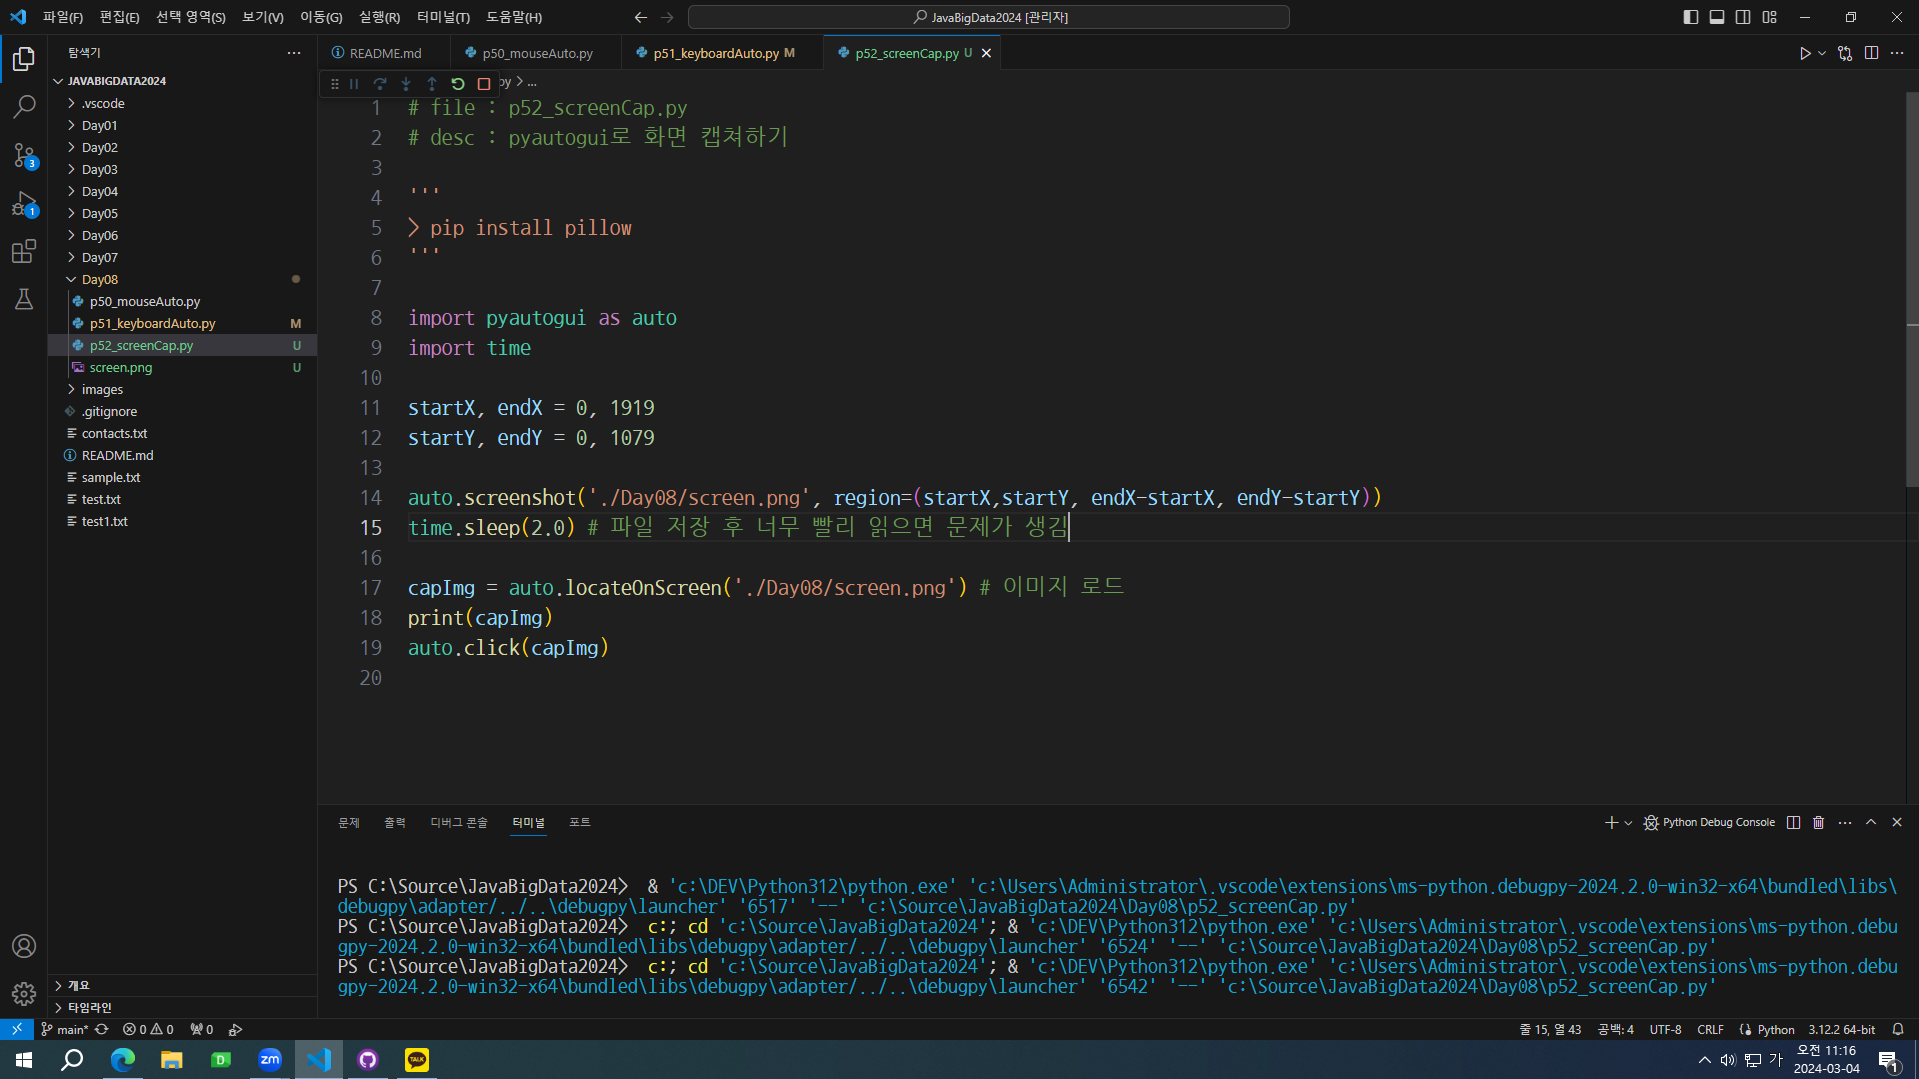 파일(F) 편집(E) 선택 영역(S) 보기(V) 이동(G) 실행(R) 터미널(T) 도움말(H) JavaBigData2024 [관리자]
탐색기
README.md p50_mouseAuto.py p51_keyboardAuto.py M p52_screenCap.py U
JAVABIGDATA2024
.vscode
Day01
Day02
Day03
Day04
Day05
Day06
Day07
Day08
p50_mouseAuto.py
p51_keyboardAuto.py M
p52_screenCap.py U
screen.png U
images
.gitignore
contacts.txt
README.md
sample.txt
test.txt
test1.txt
개요
타임라인
3
1
py > ...
1 # file : p52_screenCap.py
2 # desc : pyautogui로 화면 캡쳐하기
3
4 '''
5 > pip install pillow
6 '''
7
8 import pyautogui as auto
9 import time
10
11 startX, endX = 0, 1919
12 startY, endY = 0, 1079
13
14 auto.screenshot('./Day08/screen.png', region=(startX,startY, endX-startX, endY-startY))
15 time.sleep(2.0) # 파일 저장 후 너무 빨리 읽으면 문제가 생김
16
17 capImg = auto.locateOnScreen('./Day08/screen.png') # 이미지 로드
18 print(capImg)
19 auto.click(capImg)
20
문제 출력 디버그 콘솔 터미널 포트 Python Debug Console
PS C:\Source\JavaBigData2024> & 'c:\DEV\Python312\python.exe' 'c:\Users\Administrator\.vscode\extensions\ms-python.debugpy-2024.2.0-win32-x64\bundled\libs\
debugpy\adapter/../..\debugpy\launcher' '6517' '--' 'c:\Source\JavaBigData2024\Day08\p52_screenCap.py'
PS C:\Source\JavaBigData2024> c:; cd 'c:\Source\JavaBigData2024'; & 'c:\DEV\Python312\python.exe' 'c:\Users\Administrator\.vscode\extensions\ms-python.debu
gpy-2024.2.0-win32-x64\bundled\libs\debugpy\adapter/../..\debugpy\launcher' '6524' '--' 'c:\Source\JavaBigData2024\Day08\p52_screenCap.py'
PS C:\Source\JavaBigData2024> c:; cd 'c:\Source\JavaBigData2024'; & 'c:\DEV\Python312\python.exe' 'c:\Users\Administrator\.vscode\extensions\ms-python.debu
gpy-2024.2.0-win32-x64\bundled\libs\debugpy\adapter/../..\debugpy\launcher' '6542' '--' 'c:\Source\JavaBigData2024\Day08\p52_screenCap.py'
main* 0 0 0 줄 15, 열 43 공백: 4 UTF-8 CRLF Python 3.12.2 64-bit
D zm TALK 가 오전 11:16 1
2024-03-04